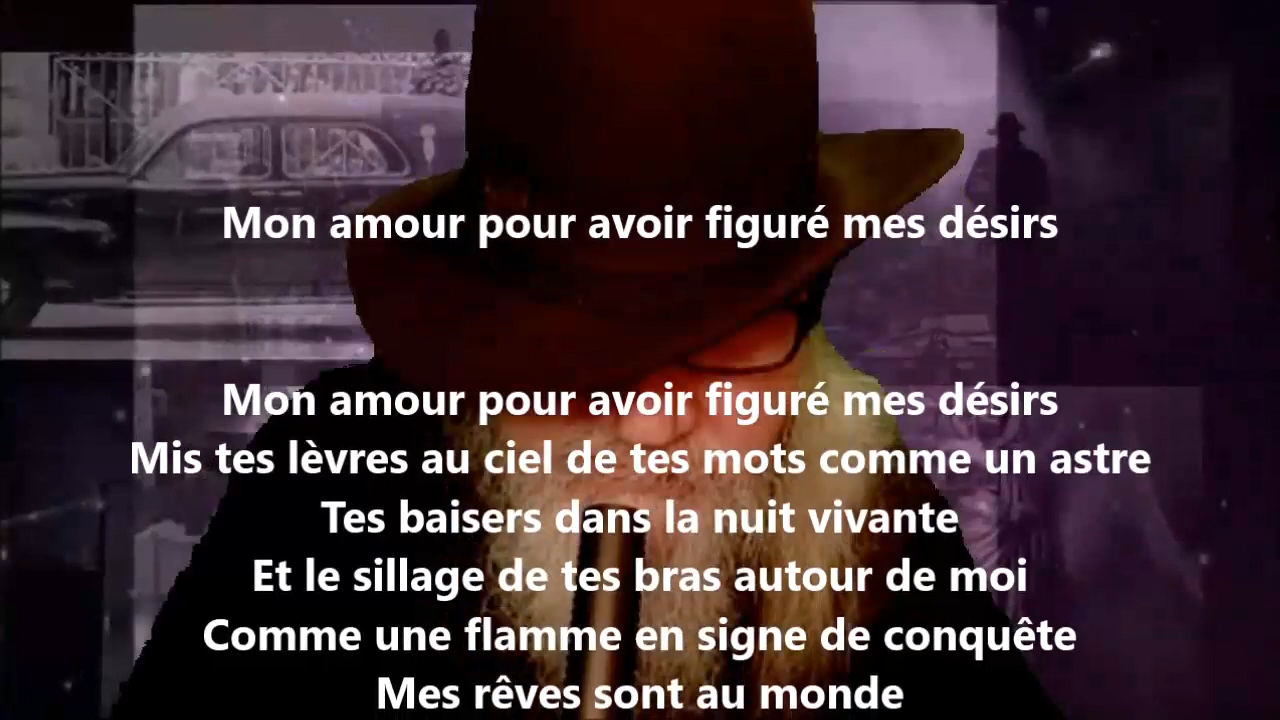 Mon amour pour avoir figuré mes désirs
Mon amour pour avoir figuré mes désirs
Mis tes lèvres au ciel de tes mots comme un astre
Tes baisers dans la nuit vivante
Et le sillage de tes bras autour de moi
Comme une flamme en signe de conquête
Mes rêves sont au monde